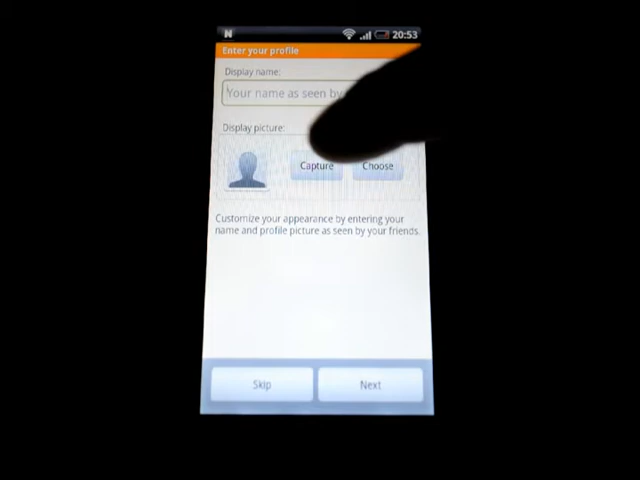 20:53
Enter your profile
Display name:
Your name as seen by
Display picture:
Capture
Choose
Customize your appearance by entering your
name and profile picture as seen by your friends.
Skip
Next